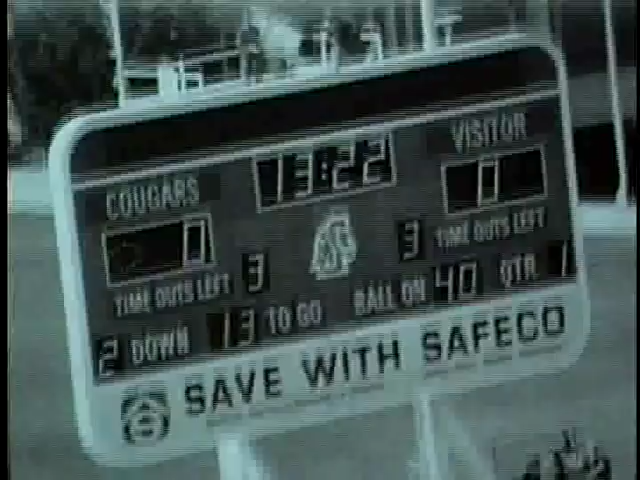 13:22
COUGARS VISITOR
0 0
TIME OUTS LEFT 3 3 TIME OUTS LEFT
2 DOWN 13 TO GO BALL ON 40 QTR 1
SAVE WITH SAFECO